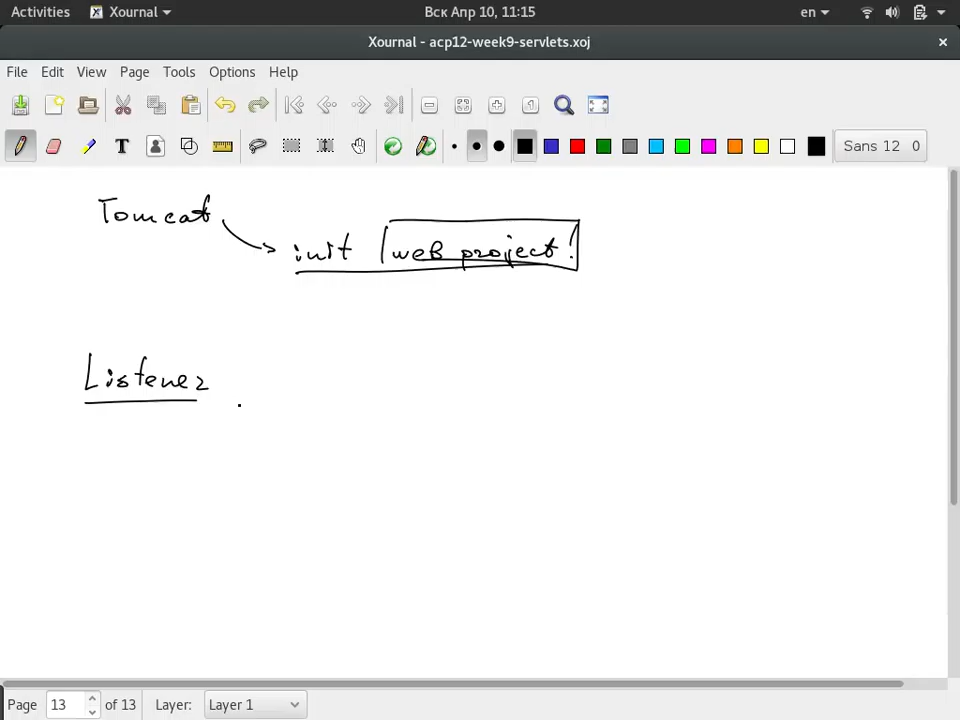 Activities Xournal Вск Апр 10, 11:15 en
Xournal - acp12-week9-servlets.xoj
File Edit View Page Tools Options Help
Sans 12 0
Tomcat
init web project!
Listener
Page 13 of 13 Layer: Layer 1